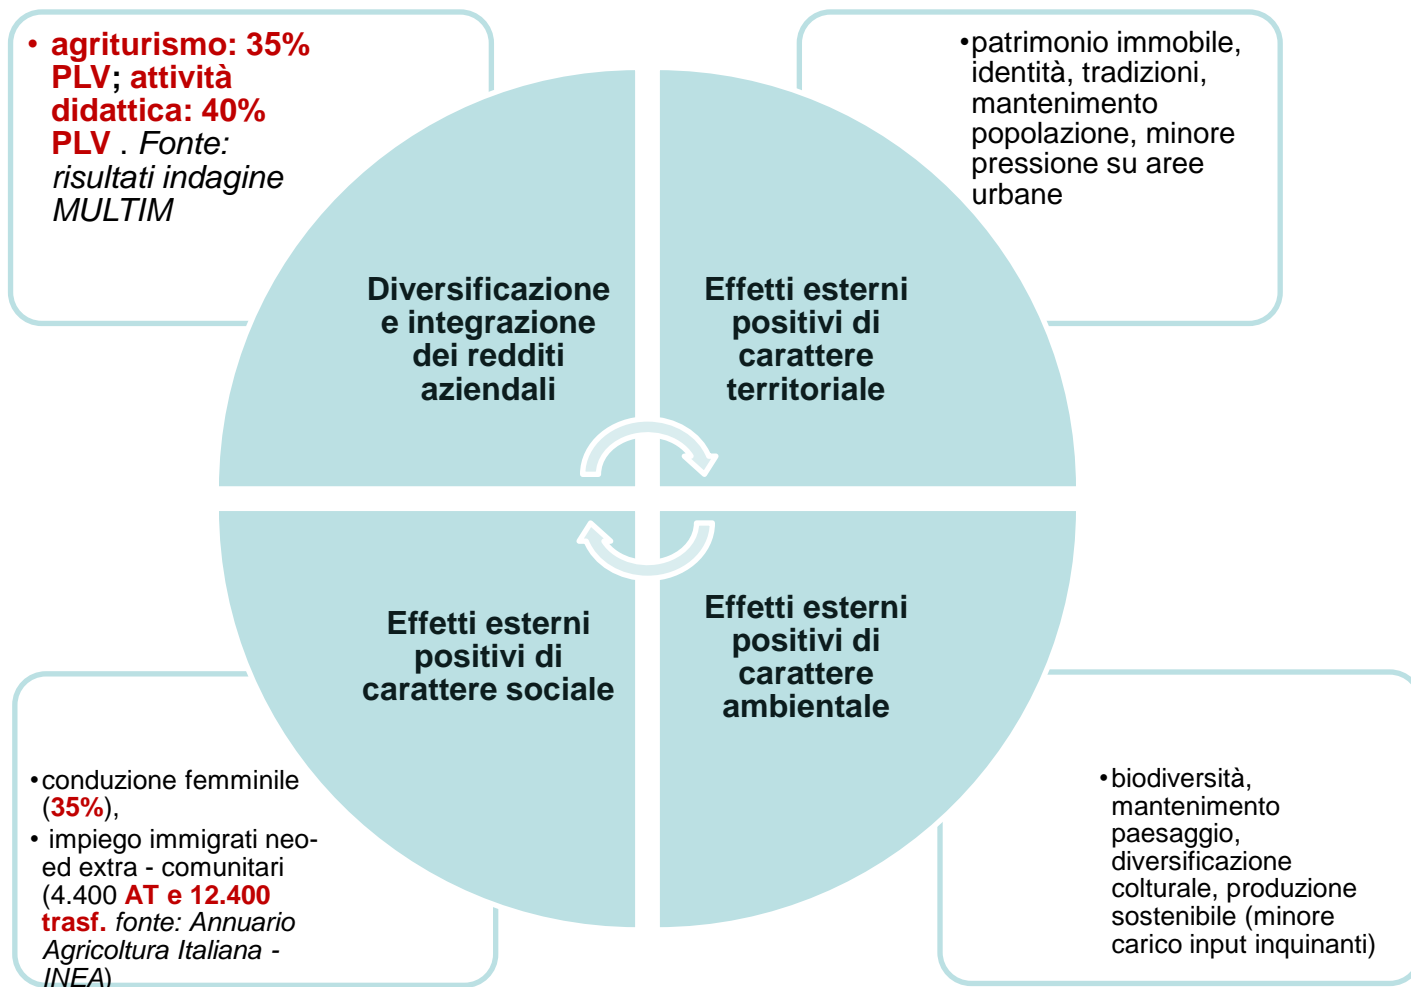 • agriturismo: 35%
PLV; attività
didattica: 40%
PLV . Fonte:
risultati indagine
MULTIM
•patrimonio immobile,
identità, tradizioni,
mantenimento
popolazione, minore
pressione su aree
urbane
Diversificazione
e integrazione
dei redditi
aziendali
Effetti esterni
positivi di
carattere
territoriale
Effetti esterni
positivi di
carattere sociale
Effetti esterni
positivi di
carattere
ambientale
•conduzione femminile
(35%),
• impiego immigrati neo-
ed extra - comunitari
(4.400 AT e 12.400
trasf. fonte: Annuario
Agricoltura Italiana -
INEA)
•biodiversità,
mantenimento
paesaggio,
diversificazione
colturale, produzione
sostenibile (minore
carico input inquinanti)